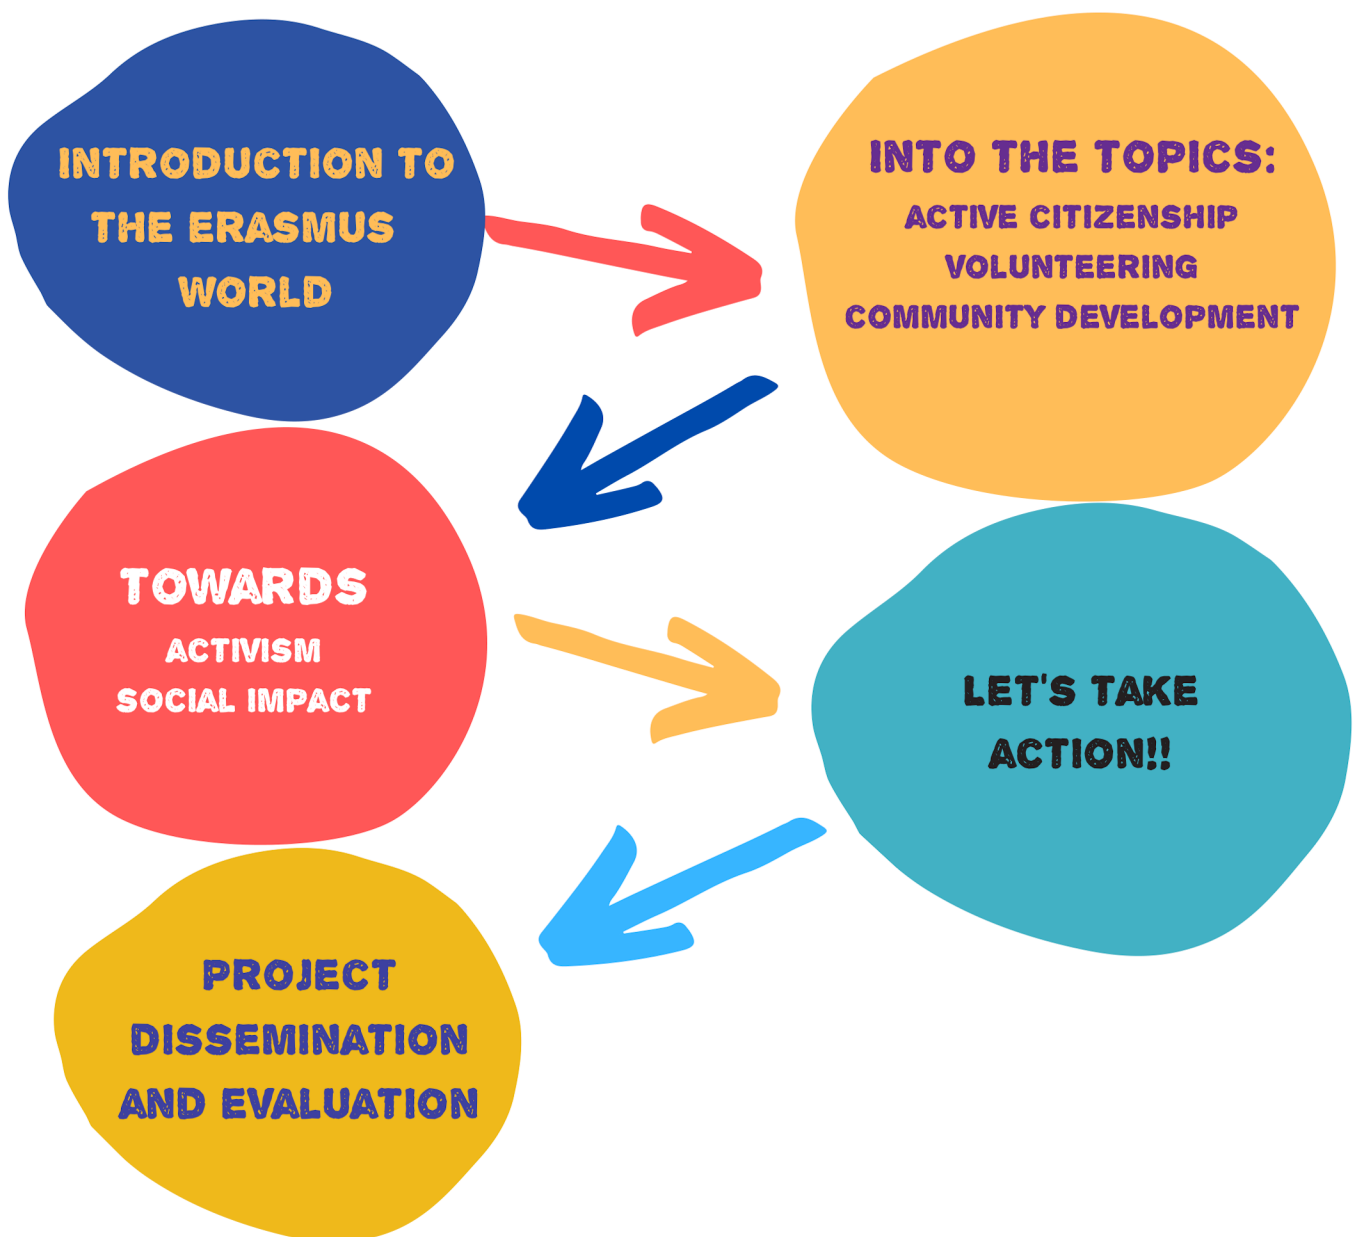 INTRODUCTION TO
THE ERASMUS
WORLD
INTO THE TOPICS:
ACTIVE CITIZENSHIP
VOLUNTEERING
COMMUNITY DEVELOPMENT
TOWARDS
ACTIVISM
SOCIAL IMPACT
LET'S TAKE
ACTION!!
PROJECT
DISSEMINATION
AND EVALUATION